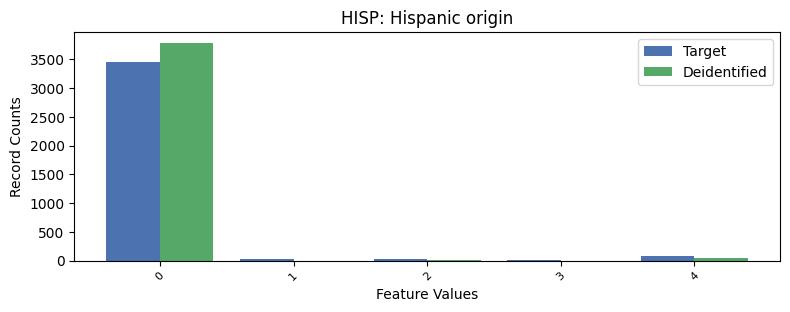 HISP: Hispanic origin
Target
Deidentified
Record Counts
3500
3000
2500
2000
1500
1000
500
0
0
1
2
3
4
Feature Values